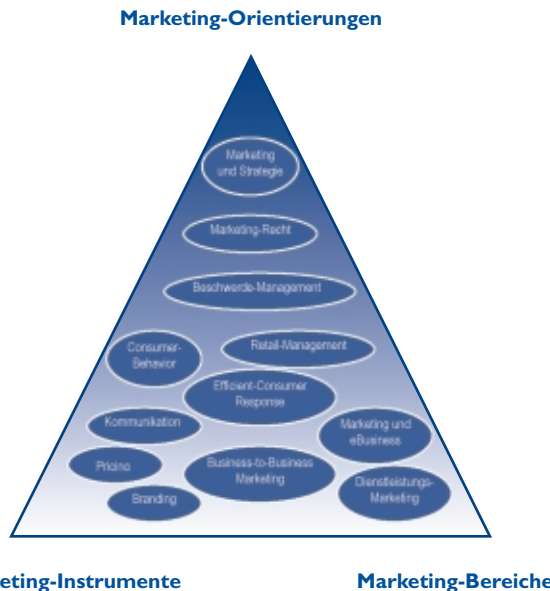 Marketing-Orientierungen
Marketing
und Strategie
Marketing-Recht
Beschwerde-Management
Consumer-
Behavior
Retail-Management
Efficient-Consumer
Response
Kommunikation
Marketing und
eBusiness
Pricing
Business-to-Business
Marketing
Dienstleistungs-
Marketing
Branding
eting-Instrumente
Marketing-Bereiche